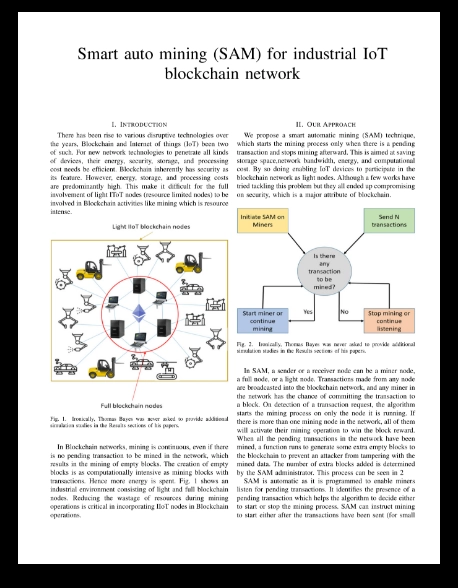 Smart auto mining (SAM) for industrial IoT
blockchain network
I. INTRODUCTION
There has been rise to various disruptive technologies over
the years, Blockchain and Internet of things (IoT) been two
of such. For new network technologies to penetrate all kinds
of devices, their energy, security, storage, and processing
cost needs be efficient. Blockchain inherently has security as
its feature. However, energy, storage, and processing costs
are predominantly high. This make it difficult for the full
involvement of light IToT nodes (resource limited nodes) to be
involved in Blockchain activities like mining which is resource
intense.
Light IIoT blockchain nodes
Full blockchain nodes
Fig. 1. Ironically, Thomas Bayes was never asked to provide additional
simulation studies in the Results sections of his papers.
In Blockchain networks, mining is continuous, even if there
is no pending transaction to be mined in the network, which
results in the mining of empty blocks. The creation of empty
blocks is as computationally intensive as mining blocks with
transactions. Hence more energy is spent. Fig. 1 shows an
industrial environment consisting of light and full blockchain
nodes. Reducing the wastage of resources during mining
operations is critical in incorporating IIoT nodes in Blockchain
operations.
II. OUR APPROACH
We propose a smart automatic mining (SAM) technique,
which starts the mining process only when there is a pending
transaction and stops mining afterward. This is aimed at saving
storage space,network bandwidth, energy, and computational
cost. By so doing enabling IoT devices to participate in the
blockchain network as light nodes. Although a few works have
tried tackling this problem but they all ended up compromising
on security, which is a major attribute of blockchain.
Initiate SAM on
Miners
Send N
transactions
Is there
any
transaction
to be
mined?
Yes
No
Start miner or
continue
mining
Stop mining or
continue
listening
Fig. 2. Ironically, Thomas Bayes was never asked to provide additional
simulation studies in the Results sections of his papers.
In SAM, a sender or a receiver node can be a miner node,
a full node, or a light node. Transactions made from any node
are broadcasted into the blockchain network, and any miner in
the network has the chance of committing the transaction to
a block. On detection of a transaction request, the algorithm
starts the mining process on only the node it is running. If
there is more than one mining node in the network, all of them
will activate their mining operation to win the block reward.
When all the pending transactions in the network have been
mined, a function runs to generate some extra empty blocks to
the blockchain to prevent an attacker from tampering with the
mined data. The number of extra blocks added is determined
by the SAM administrator. This process can be seen in 2
SAM is automatic as it is programmed to enable miners
listen for pending transactions. It identifies the presence of a
pending transaction which helps the algorithm to decide either
to start or stop the mining process. SAM can instruct mining
to start either after the transactions have been sent (for small